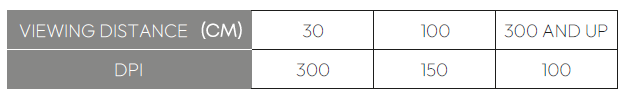 VIEWING DISTANCE (CM) 30 100 300 AND UP
DPI 300 150 100